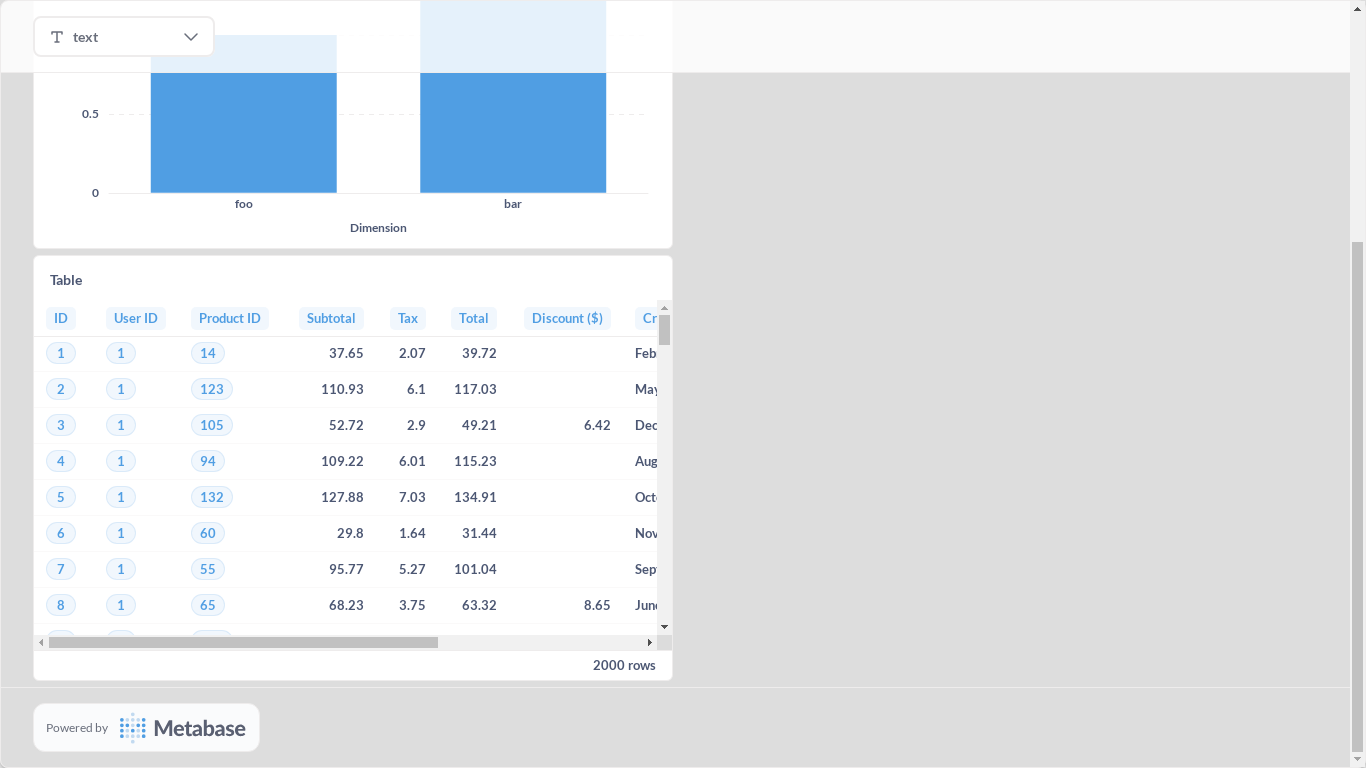 text
0.5
0
foo bar
Dimension
Table
ID User ID Product ID Subtotal Tax Total Discount ($) Cr
1 1 14 37.65 2.07 39.72 Feb
2 1 123 110.93 6.1 117.03 May
3 1 105 52.72 2.9 49.21 6.42 Dec
4 1 94 109.22 6.01 115.23 Aug
5 1 132 127.88 7.03 134.91 Octo
6 1 60 29.8 1.64 31.44 Nov
7 1 55 95.77 5.27 101.04 Sept
8 1 65 68.23 3.75 63.32 8.65 June
2000 rows
Powered by Metabase